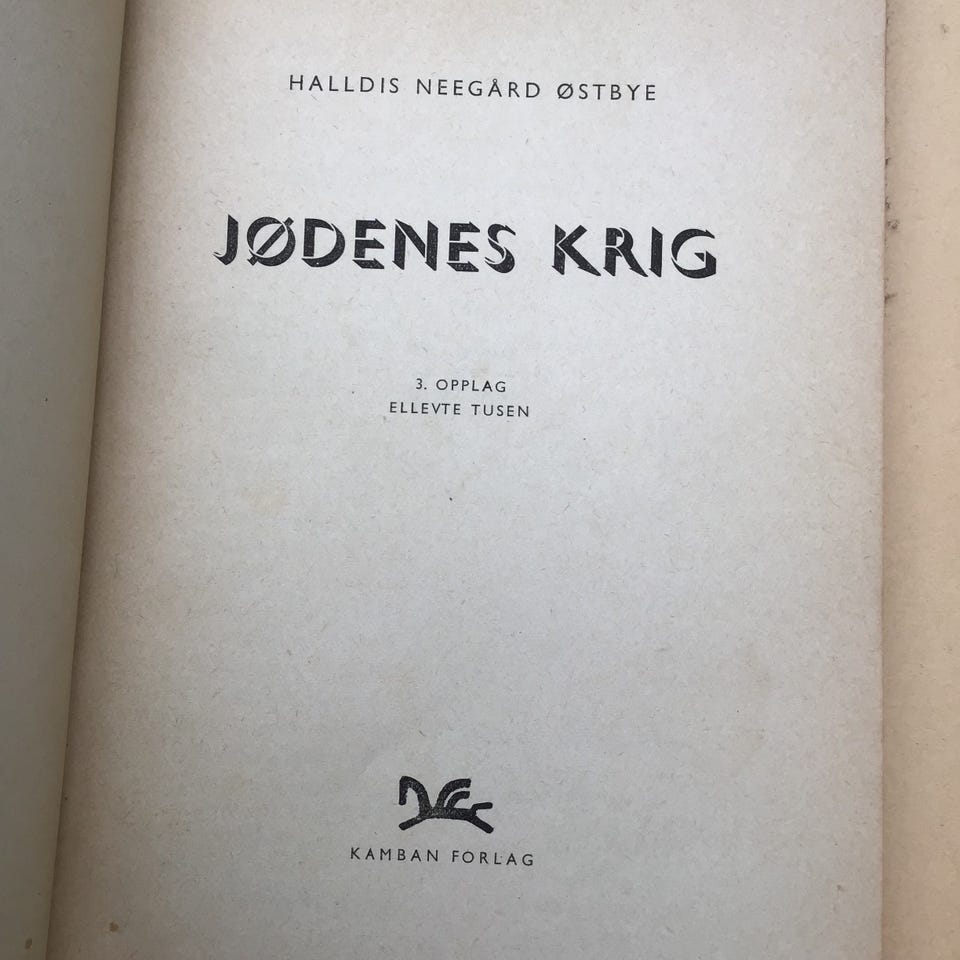 HALLDIS NEEGÅRD ØSTBYE
JØDENES KRIG
3. OPPLAG
ELLEVTE TUSEN
KAMBAN FORLAG